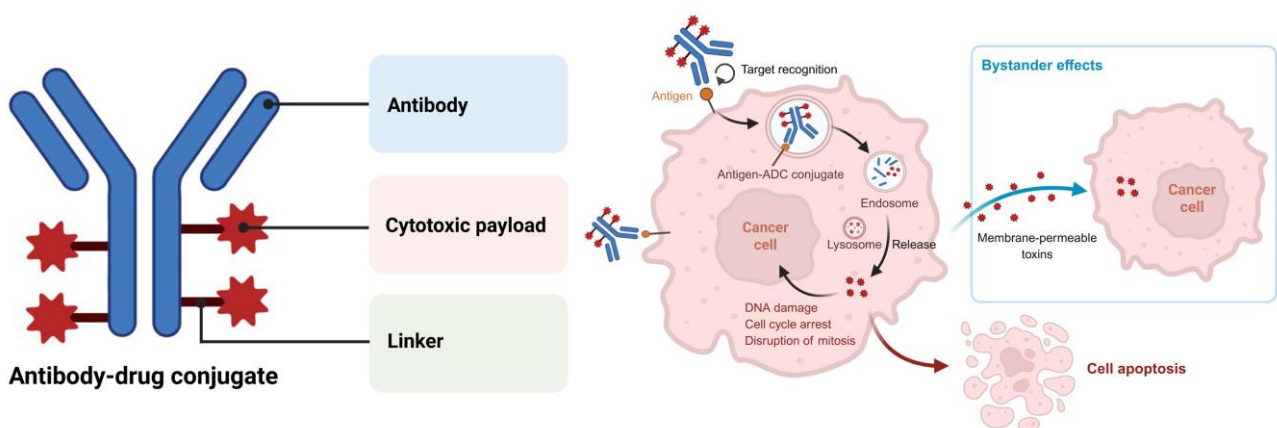 Antibody
Cytotoxic payload
Linker
Antibody-drug conjugate
Target recognition
Antigen
Antigen-ADC conjugate
Endosome
Lysosome
Release
Cancer
cell
DNA damage
Cell cycle arrest
Disruption of mitosis
Bystander effects
Membrane-permeable
toxins
Cancer
cell
Cell apoptosis